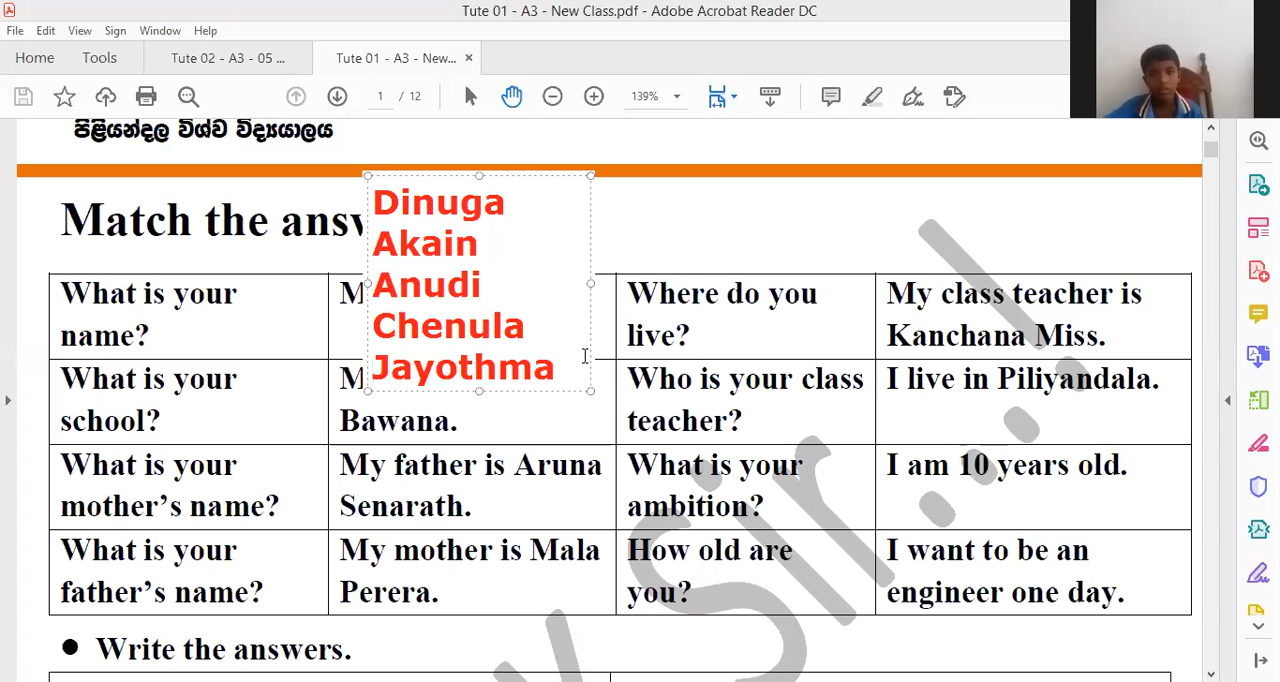 Tute 01 - A3 - New Class.pdf - Adobe Acrobat Reader DC
File Edit View Sign Window Help
Home Tools Tute 02 - A3 - 05 ... Tute 01 - A3 - New... ×
1 / 12 139%
පිළියන්දල විශ්ව විද්‍යාලය
Match the
Dinuga
Akain
Anudi
Chenula
Jayothma
What is your name?
Where do you live?
My class teacher is Kanchana Miss.
What is your school?
Bawana.
Who is your class teacher?
I live in Piliyandala.
What is your mother's name?
My father is Aruna Senarath.
What is your ambition?
I am 10 years old.
What is your father's name?
My mother is Mala Perera.
How old are you?
I want to be an engineer one day.
• Write the answers.
Sir...!